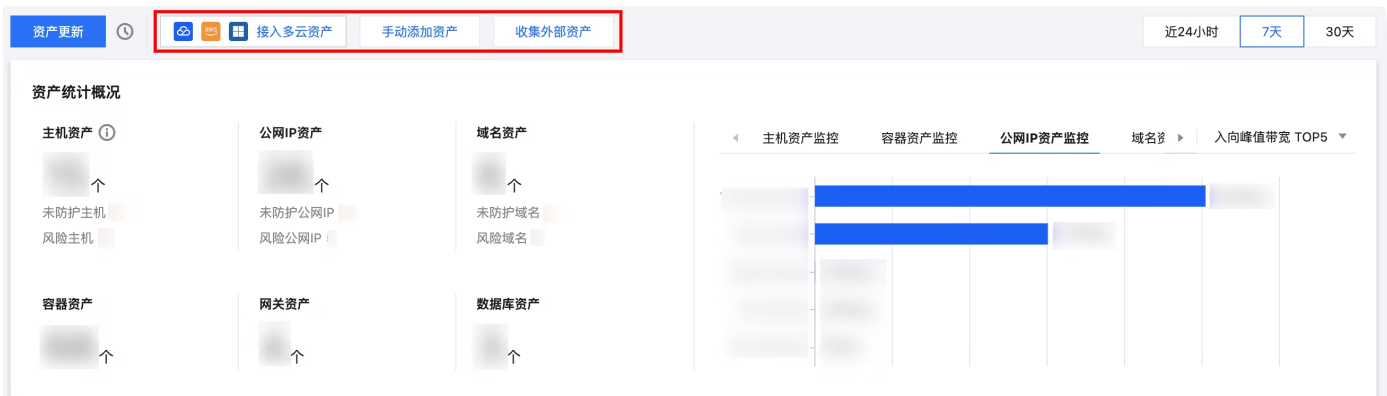 资产更新 aws 接入多云资产 手动添加资产 收集外部资产 近24小时 7天 30天
资产统计概况
主机资产 公网IP资产 域名资产
个 个 个
未防护主机 未防护公网IP 未防护域名
风险主机 风险公网IP 风险域名
容器资产 网关资产 数据库资产
个 个 个
主机资产监控 容器资产监控 公网IP资产监控 域名资 入向峰值带宽 TOP5